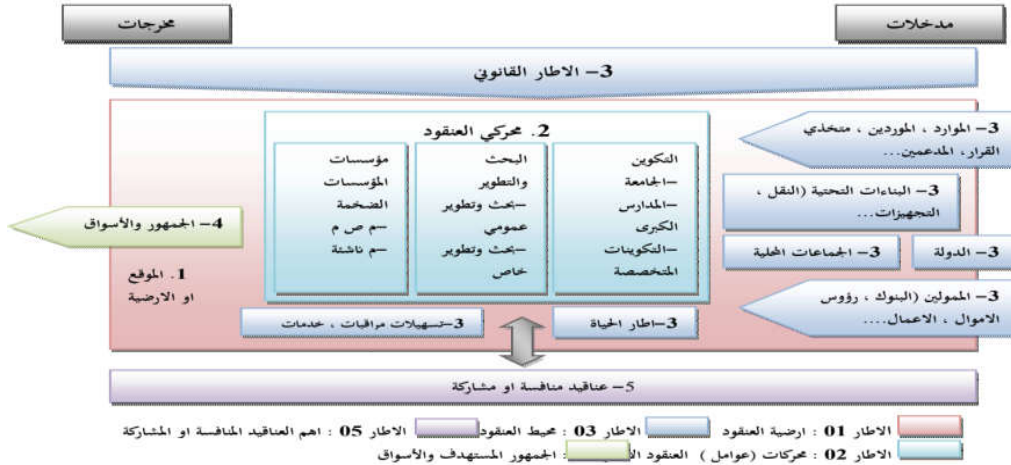 مدخلات
مخرجات
3- الاطار القانوني
3- الموارد ، الموردين ، متخذي
القرار، المدعمين...
3- البناءات التحتية (النقل ،
التجهيزات...
3- الدولة
3- الجماعات المحلية
3- الممولين (البنوك ، رؤوس
الاموال ، الاعمال....
2. محركي العنقود
التكوين
-الجامعة
-المدارس
الكبرى
-التكوينات
المتخصصة
البحث
والتطوير
-بحث وتطوير
عمومي
-بحث وتطوير
خاص
مؤسسات
المؤسسات
الضخمة
-م ص م
-م ناشئة
4- الجمهور والأسواق
1. الموقع
او الارضية
3-اطار الحياة
3-تسهيلات مراقبات ، خدمات
5- عناقيد منافسة او مشاركة
الاطار 01 : ارضية العنقود
الاطار 03 : محيط العنقود
الاطار 05 : اهم العناقيد المنافسة او المشاركة
الاطار 02 : محركات (عوامل ) العنقود
: الجمهور المستهدف والأسواق